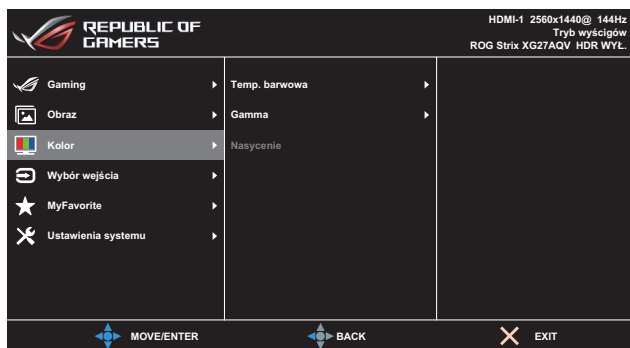 REPUBLIC OF
GAMERS
HDMI-1 2560x1440@ 144Hz
Tryb wyścigów
ROG Strix XG27AQV HDR WYŁ.
Gaming
Obraz
Kolor
Wybór wejścia
MyFavorite
Ustawienia systemu
Temp. barwowa
Gamma
Nasycenie
MOVE/ENTER
BACK
EXIT